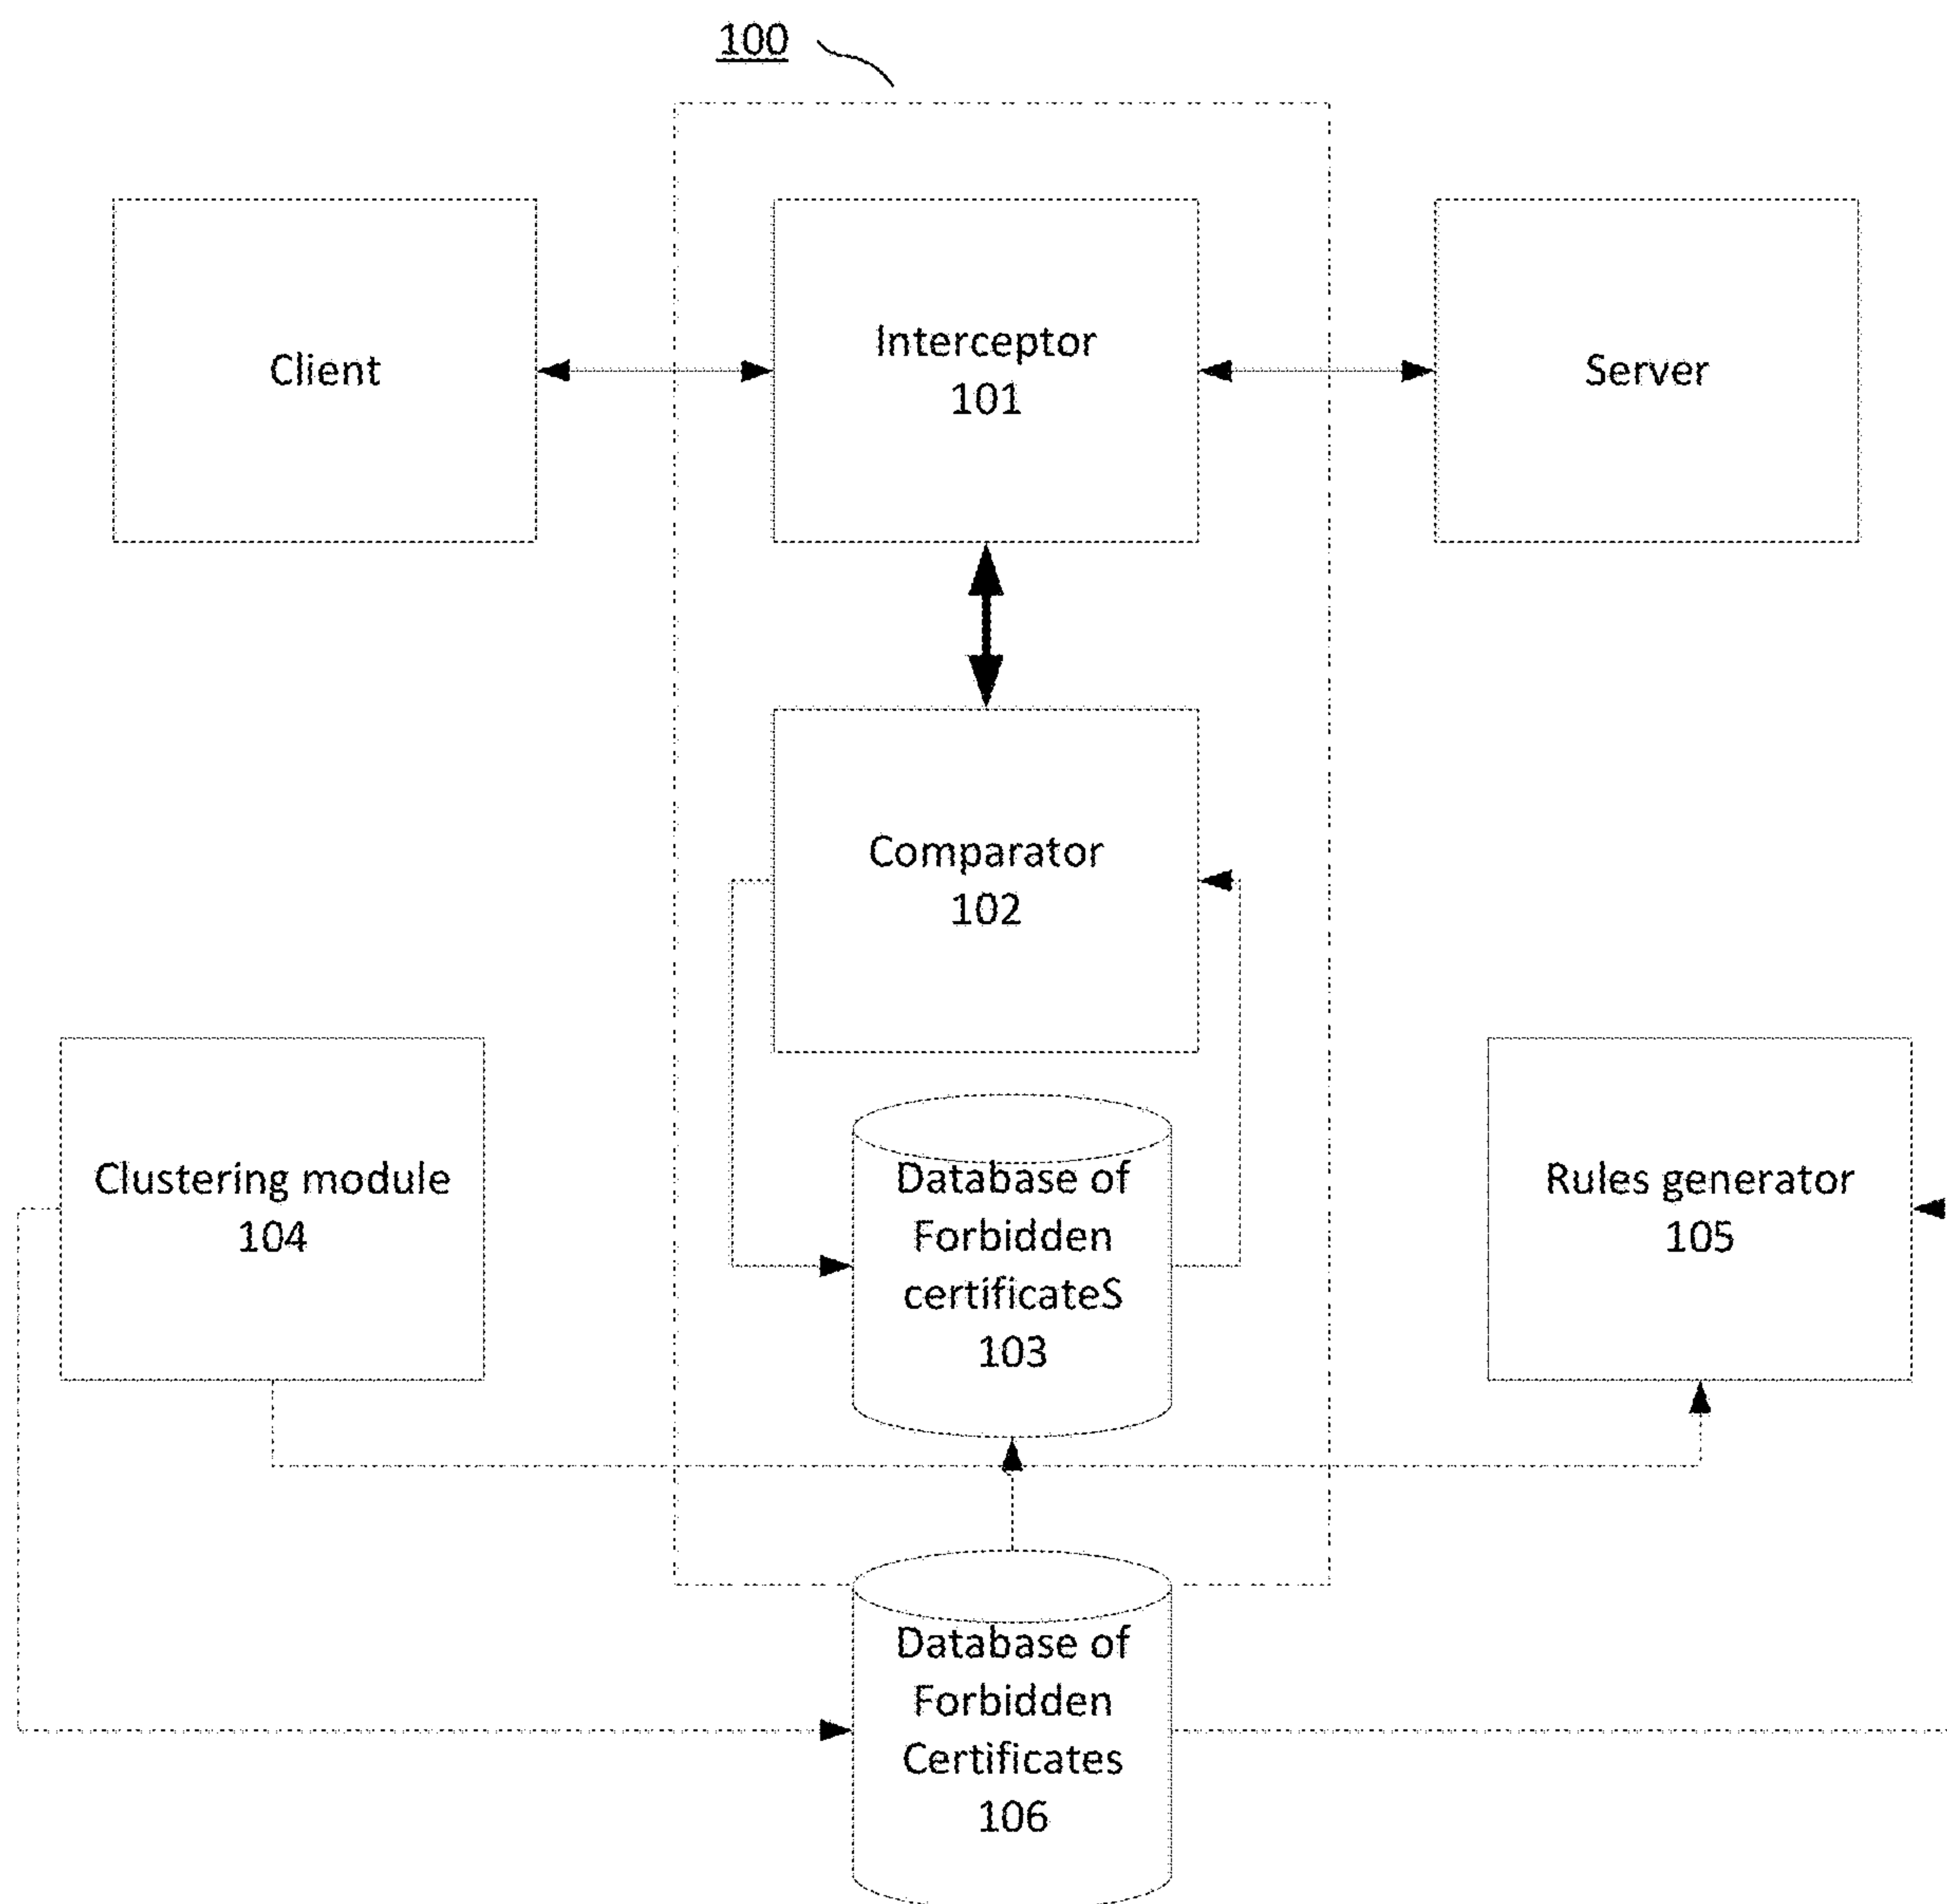 100
Client
Interceptor
101
Server
Comparator
102
Clustering module
104
Database of
Forbidden
certificateS
103
Rules generator
105
Database of
Forbidden
Certificates
106